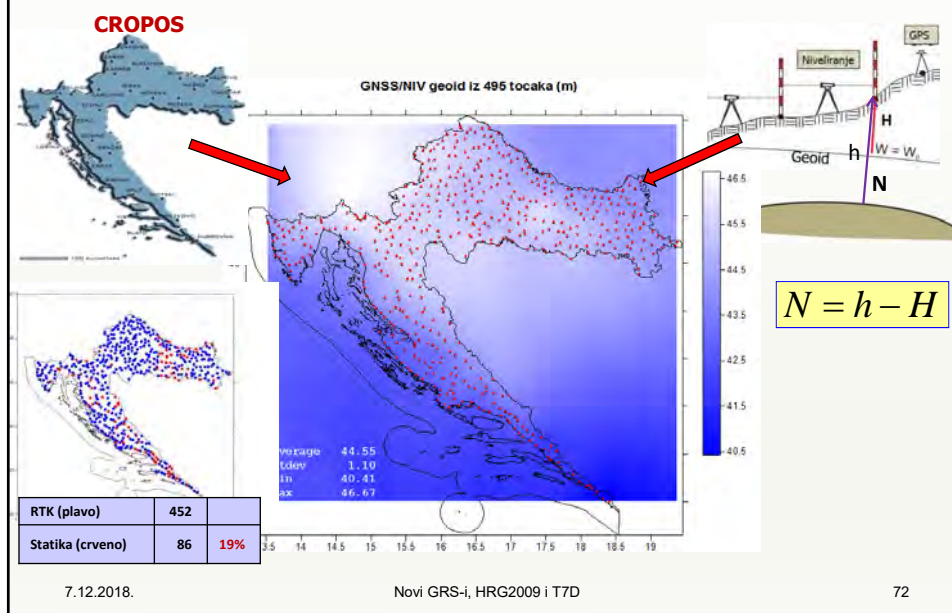 CROPOS
GNSS/NIV geoid iz 495 tocaka (m)
GPS
Niveliranje
H
W = W₀
Geoid
h
N
N = h − H
46.5
45.5
44.5
43.5
42.5
41.5
40.5
verage 44.55
tdev 1.10
in 40.41
ax 46.67
3.5 14 14.5 15 15.5 16 16.5 17 17.5 18 18.5 19
RTK (plavo) 452
Statika (crveno) 86 19%
7.12.2018.
Novi GRS-i, HRG2009 i T7D
72